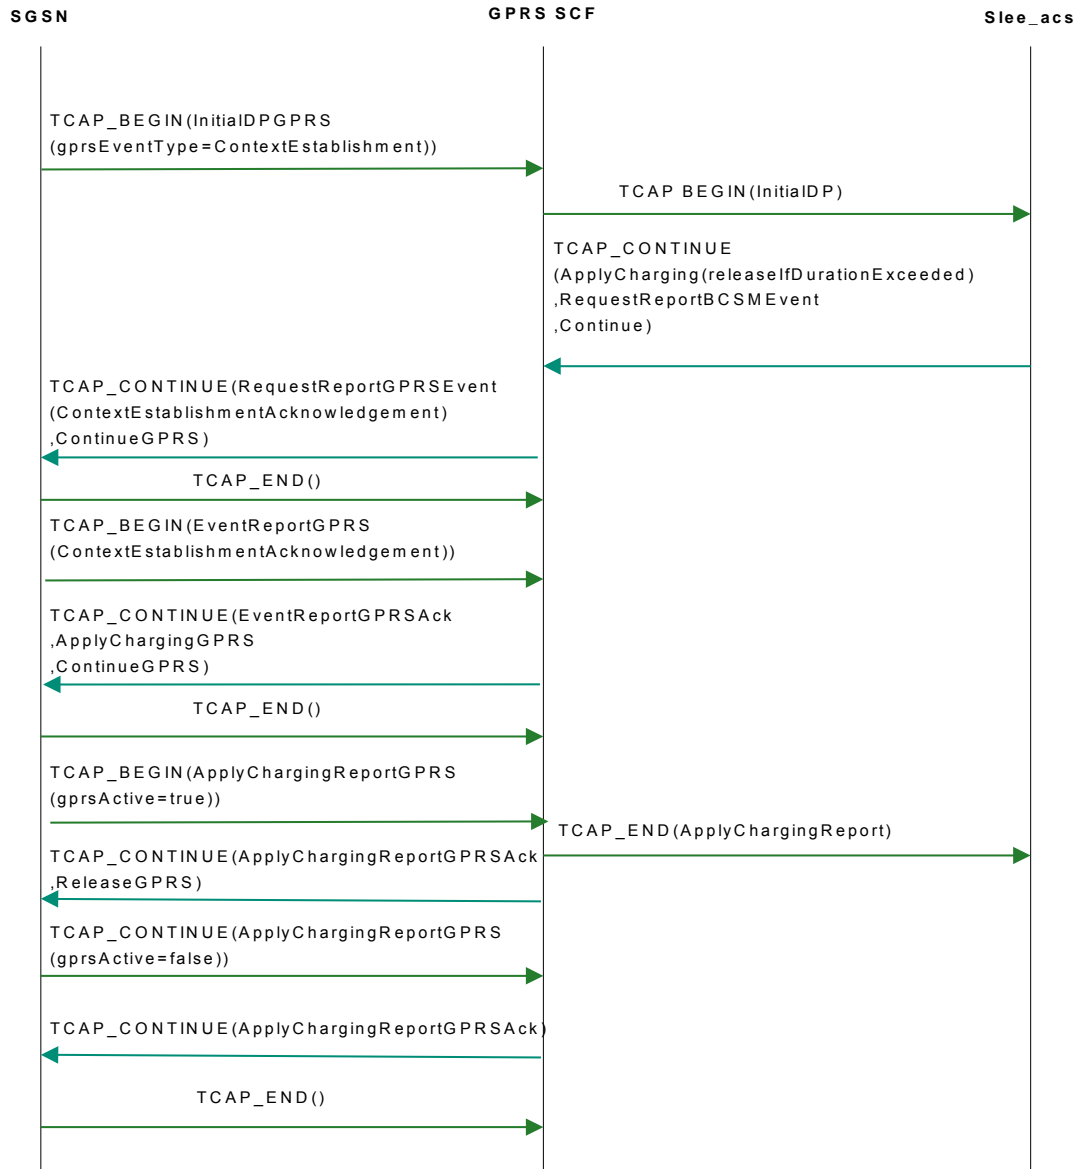 SGSN
GPRS SCF
Slee_acs
TCAP_BEGIN(InitialDPGPRS
(gprsEventType=ContextEstablishment))
TCAP BEGIN(InitialDP)
TCAP_CONTINUE
(ApplyCharging(releaseIfDurationExceeded)
,RequestReportBCSMEvent
,Continue)
TCAP_CONTINUE(RequestReportGPRSEvent
(ContextEstablishmentAcknowledgement)
,ContinueGPRS)
TCAP_END()
TCAP_BEGIN(EventReportGPRS
(ContextEstablishmentAcknowledgement))
TCAP_CONTINUE(EventReportGPRSAck
,ApplyChargingGPRS
,ContinueGPRS)
TCAP_END()
TCAP_BEGIN(ApplyChargingReportGPRS
(gprsActive=true))
TCAP_END(ApplyChargingReport)
TCAP_CONTINUE(ApplyChargingReportGPRSAck
,ReleaseGPRS)
TCAP_CONTINUE(ApplyChargingReportGPRS
(gprsActive=false))
TCAP_CONTINUE(ApplyChargingReportGPRSAck)
TCAP_END()